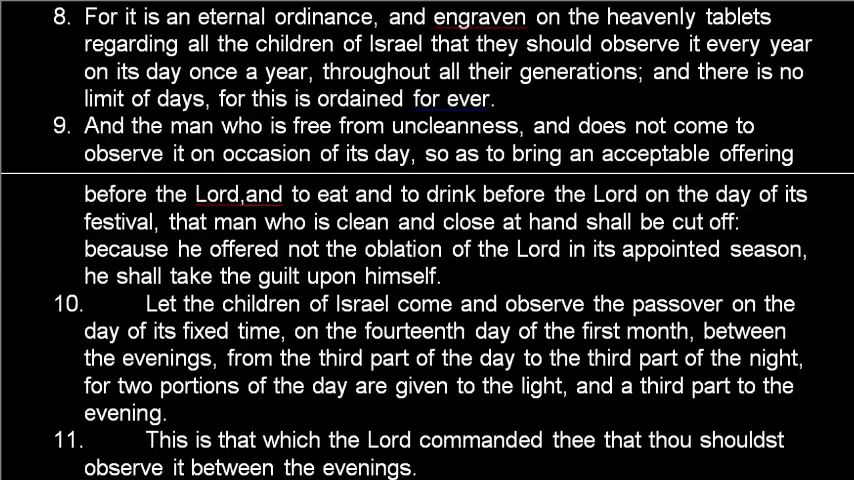 8. For it is an eternal ordinance, and engraven on the heavenly tablets
regarding all the children of Israel that they should observe it every year
on its day once a year, throughout all their generations; and there is no
limit of days, for this is ordained for ever.
9. And the man who is free from uncleanness, and does not come to
observe it on occasion of its day, so as to bring an acceptable offering
before the Lord,and to eat and to drink before the Lord on the day of its
festival, that man who is clean and close at hand shall be cut off:
because he offered not the oblation of the Lord in its appointed season,
he shall take the guilt upon himself.
10. Let the children of Israel come and observe the passover on the
day of its fixed time, on the fourteenth day of the first month, between
the evenings, from the third part of the day to the third part of the night,
for two portions of the day are given to the light, and a third part to the
evening.
11. This is that which the Lord commanded thee that thou shouldst
observe it between the evenings.